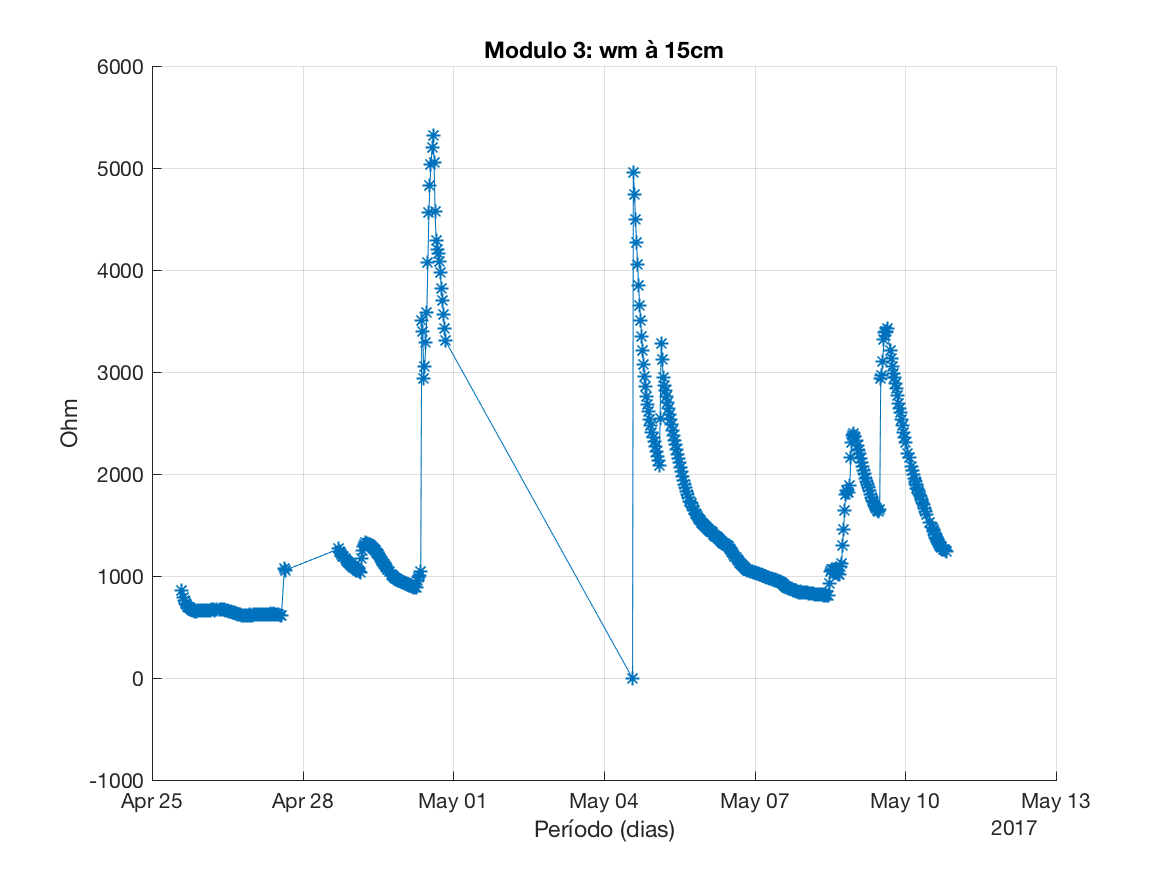 Modulo 3: wm à 15cm
6000
5000
4000
3000
2000
1000
0
-1000
Ohm
Apr 25
Apr 28
May 01
May 04
May 07
May 10
May 13
Período (dias)
2017